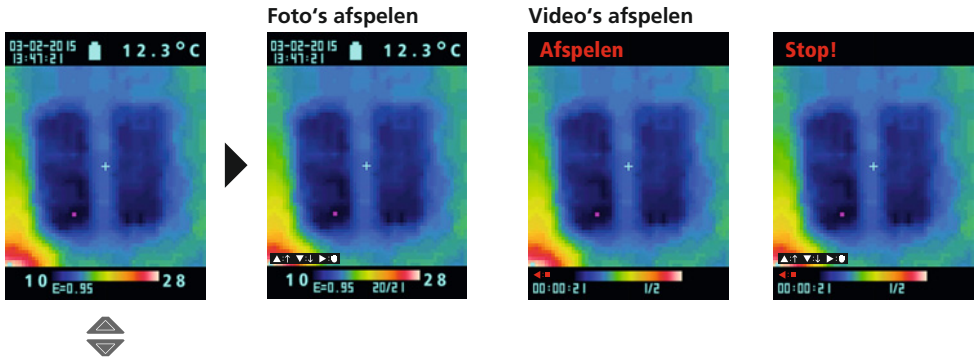 Foto‘s afspelen
Video‘s afspelen
03-02-2015
13:47:21
12.3°C
10
E=0.95
28
03-02-2015
13:47:21
12.3°C
▲:↑ ▼:↓ ▶:
10
E=0.95
20/21
28
Afspelen
◀:■
00:00:21
1/2
Stop!
▲:↑ ▼:↓ ▶:
◀:■
00:00:21
1/2